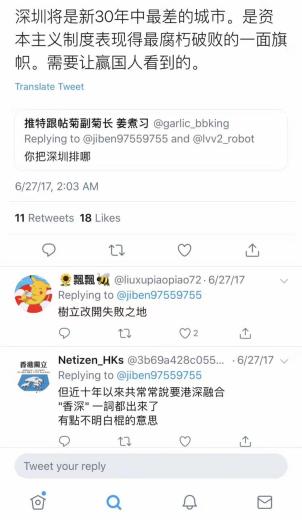 深圳将是新30年中最差的城市。是资
本主义制度表现得最腐朽破败的一面旗
帜。需要让赢国人看到的。
Translate Tweet
推特跟帖菊副菊长 姜煮习 @garlic_bbking
Replying to @jiben97559755 and @lvv2_robot
你把深圳排哪
6/27/17, 2:03 AM
11 Retweets 18 Likes
🌻飄飄🐝 @liuxupiaopiao72 · 6/27/17
Replying to @jiben97559755
樹立改開失敗之地
2
香港獨立
Netizen_HKs @3b69a428c055... · 6/27/17
Replying to @jiben97559755
但近十年以來共常常說要港深融合
"香深" 一詞都出來了
有點不明白棍的意思
Tweet your reply